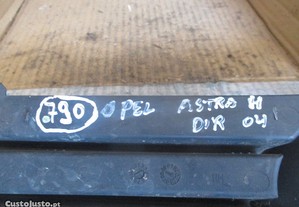 790 OPEL ASTRA H
DIR 04
CustoJusto.pt